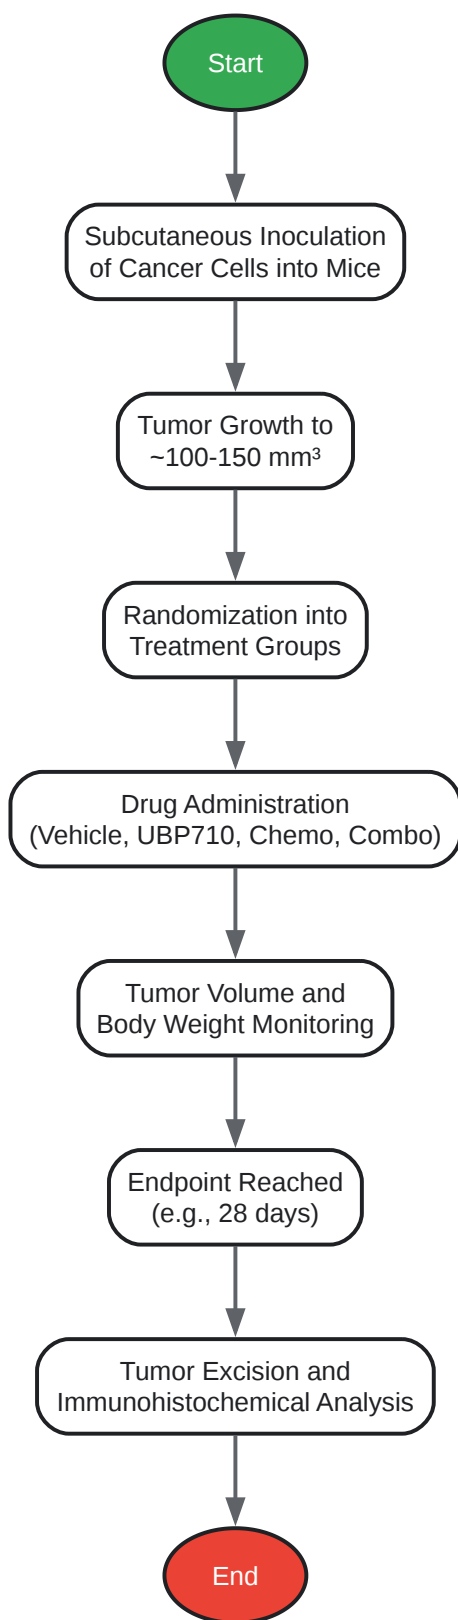 Start
Subcutaneous Inoculation
of Cancer Cells into Mice
Tumor Growth to
~100-150 mm³
Randomization into
Treatment Groups
Drug Administration
(Vehicle, UBP710, Chemo, Combo)
Tumor Volume and
Body Weight Monitoring
Endpoint Reached
(e.g., 28 days)
Tumor Excision and
Immunohistochemical Analysis
End